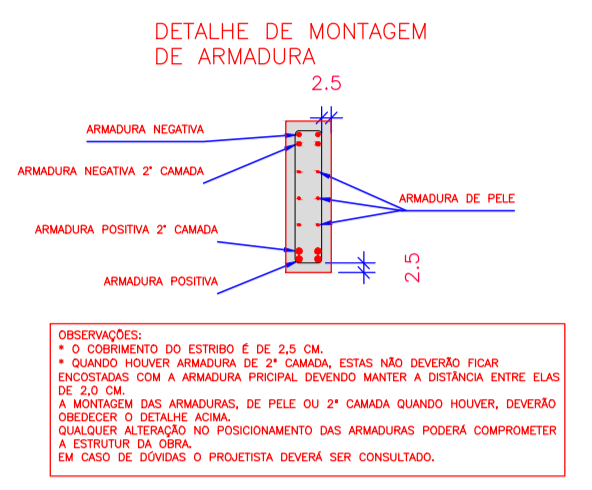 DETALHE DE MONTAGEM
DE ARMADURA
2.5
ARMADURA NEGATIVA
ARMADURA NEGATIVA 2° CAMADA
ARMADURA DE PELE
ARMADURA POSITIVA 2° CAMADA
2.5
ARMADURA POSITIVA
OBSERVAÇÕES:
* O COBRIMENTO DO ESTRIBO É DE 2,5 CM.
* QUANDO HOUVER ARMADURA DE 2° CAMADA, ESTAS NÃO DEVERÃO FICAR
ENCOSTADAS COM A ARMADURA PRICIPAL DEVENDO MANTER A DISTÂNCIA ENTRE ELAS
DE 2,0 CM.
A MONTAGEM DAS ARMADURAS, DE PELE OU 2° CAMADA QUANDO HOUVER, DEVERÃO
OBEDECER O DETALHE ACIMA.
QUALQUER ALTERAÇÃO NO POSICIONAMENTO DAS ARMADURAS PODERÁ COMPROMETER
A ESTRUTUR DA OBRA.
EM CASO DE DÚVIDAS O PROJETISTA DEVERÁ SER CONSULTADO.